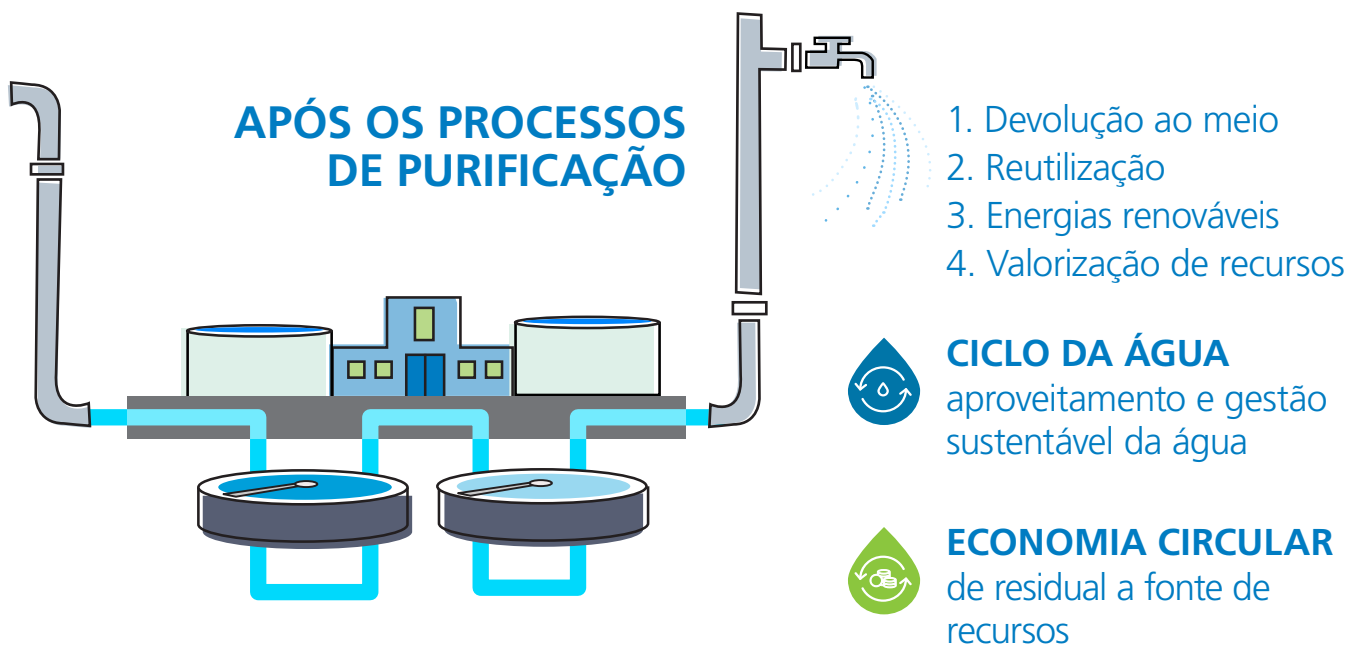 APÓS OS PROCESSOS
DE PURIFICAÇÃO
1. Devolução ao meio
2. Reutilização
3. Energias renováveis
4. Valorização de recursos
CICLO DA ÁGUA
aproveitamento e gestão
sustentável da água
ECONOMIA CIRCULAR
de residual a fonte de
recursos